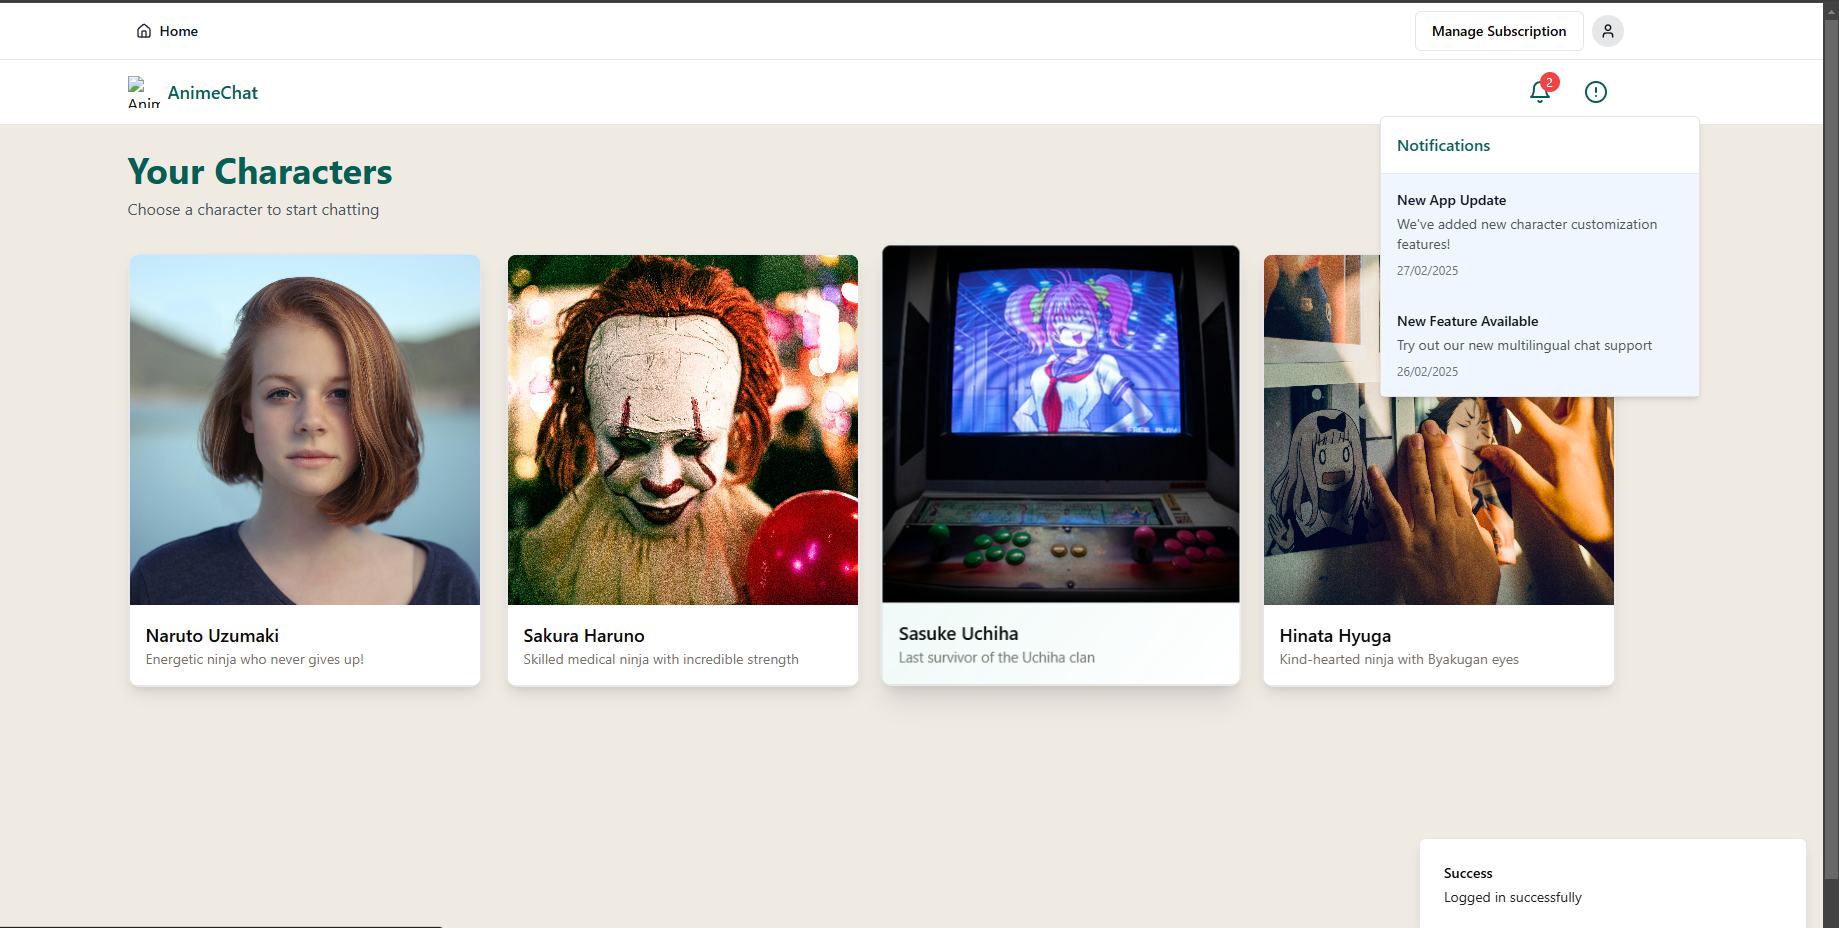 Home
Manage Subscription
Anim
AnimeChat
2
Notifications
New App Update
We've added new character customization
features!
27/02/2025
New Feature Available
Try out our new multilingual chat support
26/02/2025
Your Characters
Choose a character to start chatting
FREE PLAY
Naruto Uzumaki
Energetic ninja who never gives up!
Sakura Haruno
Skilled medical ninja with incredible strength
Sasuke Uchiha
Last survivor of the Uchiha clan
Hinata Hyuga
Kind-hearted ninja with Byakugan eyes
Success
Logged in successfully